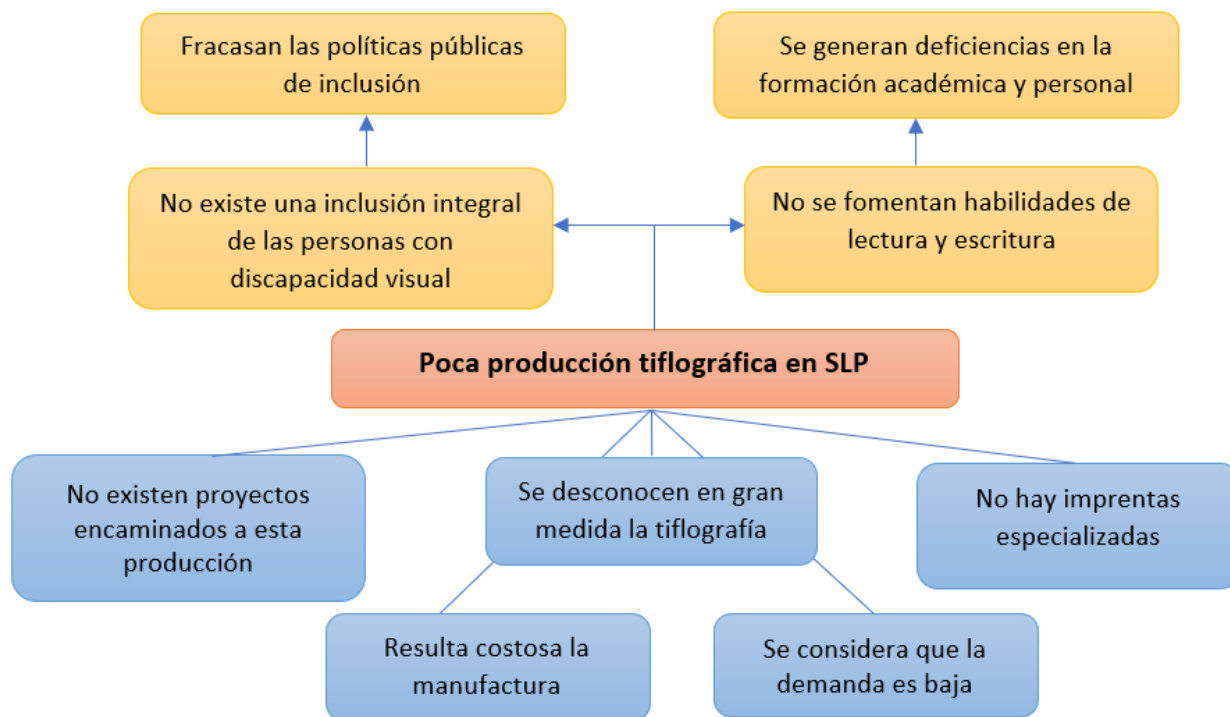 Fracasan las políticas públicas
de inclusión
Se generan deficiencias en la
formación académica y personal
No existe una inclusión integral
de las personas con
discapacidad visual
No se fomentan habilidades de
lectura y escritura
Poca producción tiflográfica en SLP
No existen proyectos
encaminados a esta
producción
Se desconocen en gran
medida la tiflografía
No hay imprentas
especializadas
Resulta costosa la
manufactura
Se considera que la
demanda es baja